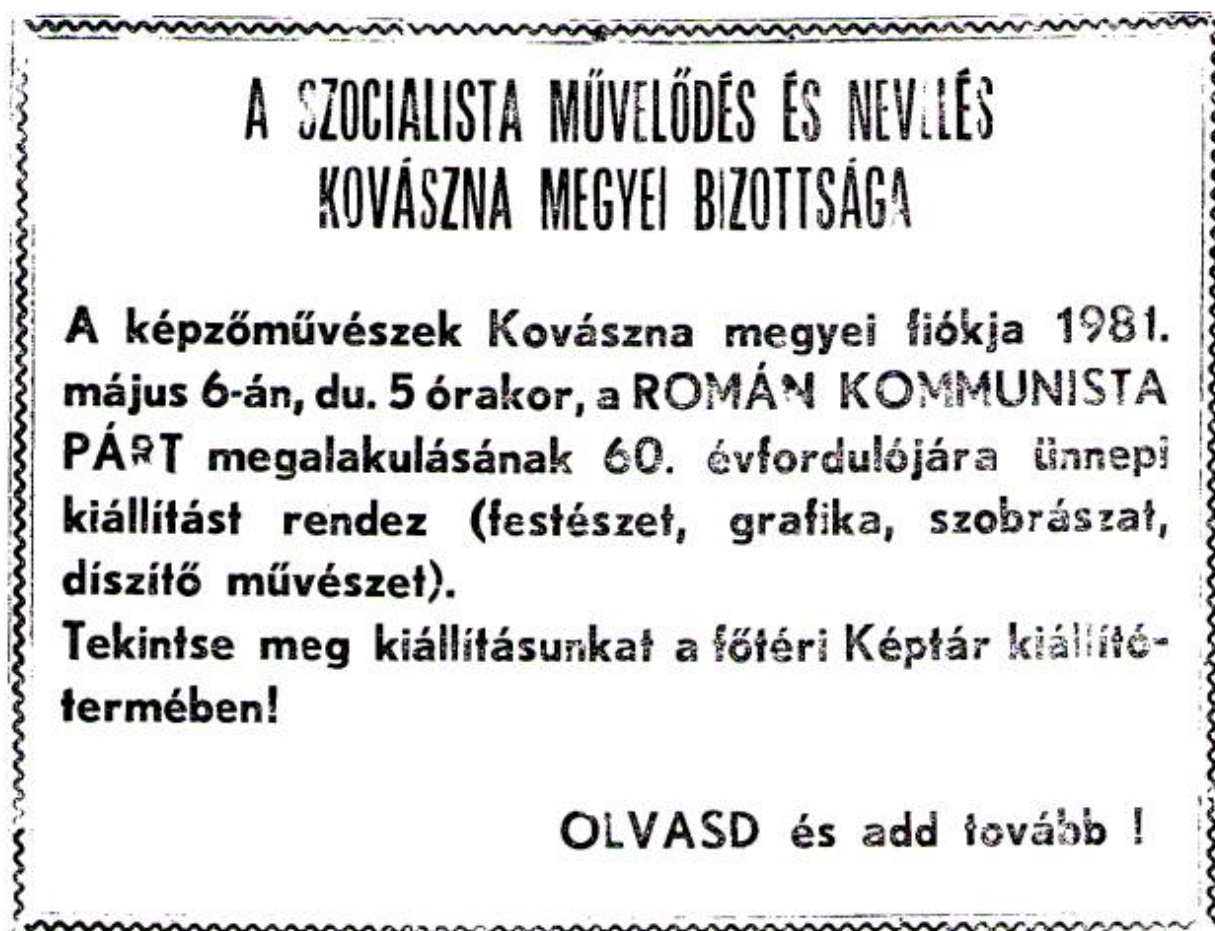 A SZOCIALISTA MŰVELŐDÉS ÉS NEVELÉS
KOVÁSZNA MEGYEI BIZOTTSÁGA
A képzőművészek Kovászna megyei fiókja 1981.
május 6-án, du. 5 órakor, a ROMÁN KOMMUNISTA
PÁRT megalakulásának 60. évfordulójára ünnepi
kiállítást rendez (festészet, grafika, szobrászat,
díszítő művészet).
Tekintse meg kiállításunkat a főtéri Képtár kiállító-
termében!
OLVASD és add tovább !